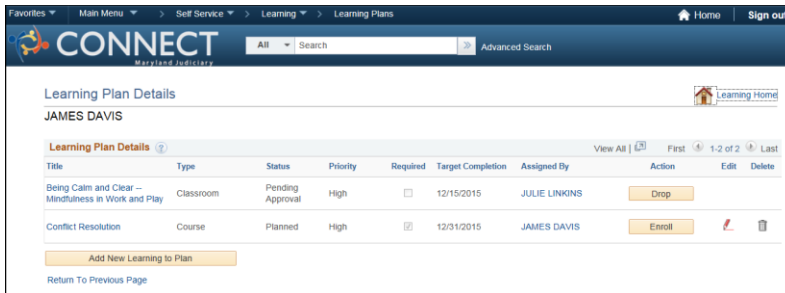 Favorites Main Menu > Self Service > Learning > Learning Plans Home Sign out
CONNECT All Search Advanced Search
Maryland Judiciary
Learning Plan Details Learning Home
JAMES DAVIS
Learning Plan Details View All | First 1-2 of 2 Last
Title Type Status Priority Required Target Completion Assigned By Action Edit Delete
Being Calm and Clear -- Mindfulness in Work and Play Classroom Pending Approval High 12/15/2015 JULIE LINKINS Drop
Conflict Resolution Course Planned High 12/31/2015 JAMES DAVIS Enroll
Add New Learning to Plan
Return To Previous Page